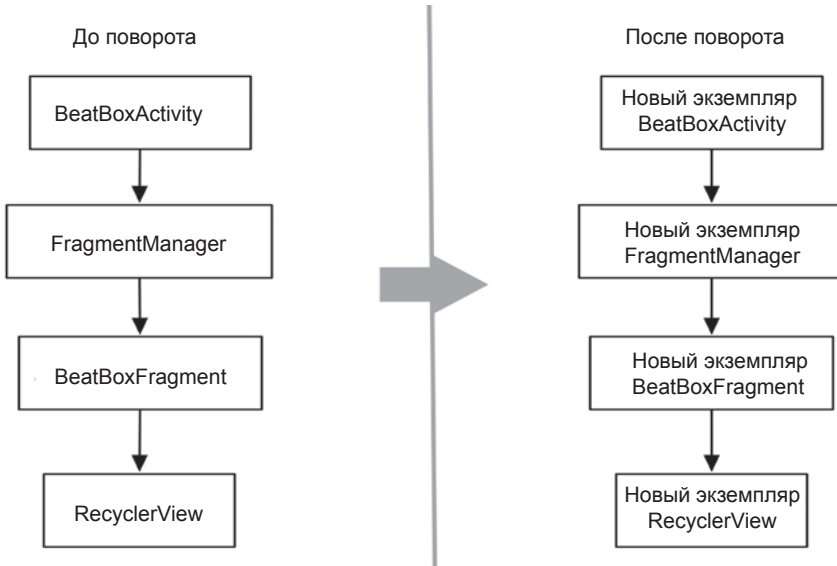 До поворота
BeatBoxActivity
FragmentManager
BeatBoxFragment
RecyclerView
После поворота
Новый экземпляр
BeatBoxActivity
Новый экземпляр
FragmentManager
Новый экземпляр
BeatBoxFragment
Новый экземпляр
RecyclerView